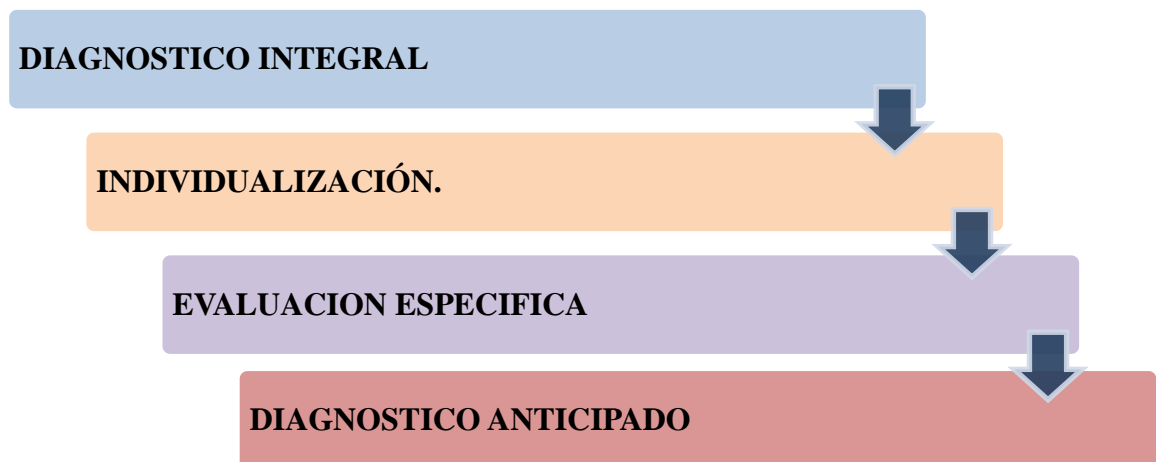 DIAGNOSTICO INTEGRAL
INDIVIDUALIZACIÓN.
EVALUACION ESPECIFICA
DIAGNOSTICO ANTICIPADO